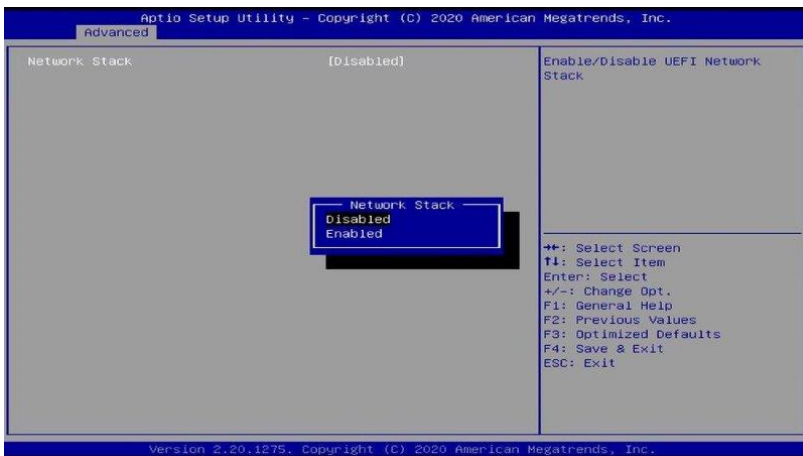 Aptio Setup Utility – Copyright (C) 2020 American Megatrends, Inc.
Advanced
Network Stack [Disabled]
Enable/Disable UEFI Network
Stack
Network Stack
Disabled
Enabled
→←: Select Screen
↑↓: Select Item
Enter: Select
+/-: Change Opt.
F1: General Help
F2: Previous Values
F3: Optimized Defaults
F4: Save & Exit
ESC: Exit
Version 2.20.1275. Copyright (C) 2020 American Megatrends, Inc.